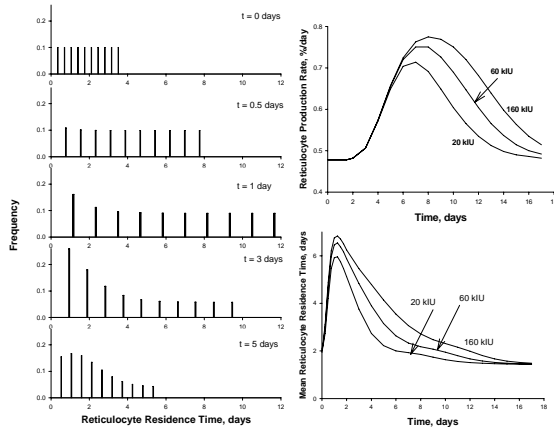 Frequency
t = 0 days
0.2
0.1
0.0
0 2 4 6 8 10 12
t = 0.5 days
0.2
0.1
0.0
0 2 4 6 8 10 12
t = 1 day
0.2
0.1
0.0
0 2 4 6 8 10 12
t = 3 days
0.2
0.1
0.0
0 2 4 6 8 10 12
t = 5 days
0.2
0.1
0.0
0 2 4 6 8 10 12
Reticulocyte Residence Time, days
Reticulocyte Production Rate, %/day
0.8
0.7
0.6
0.5
0.4
60 kIU
160 kIU
20 kIU
0 2 4 6 8 10 12 14 16 18
Time, days
Mean Reticulocyte Residence Time, days
6
4
2
0
20 kIU
60 kIU
160 kIU
0 2 4 6 8 10 12 14 16 18
Time, days